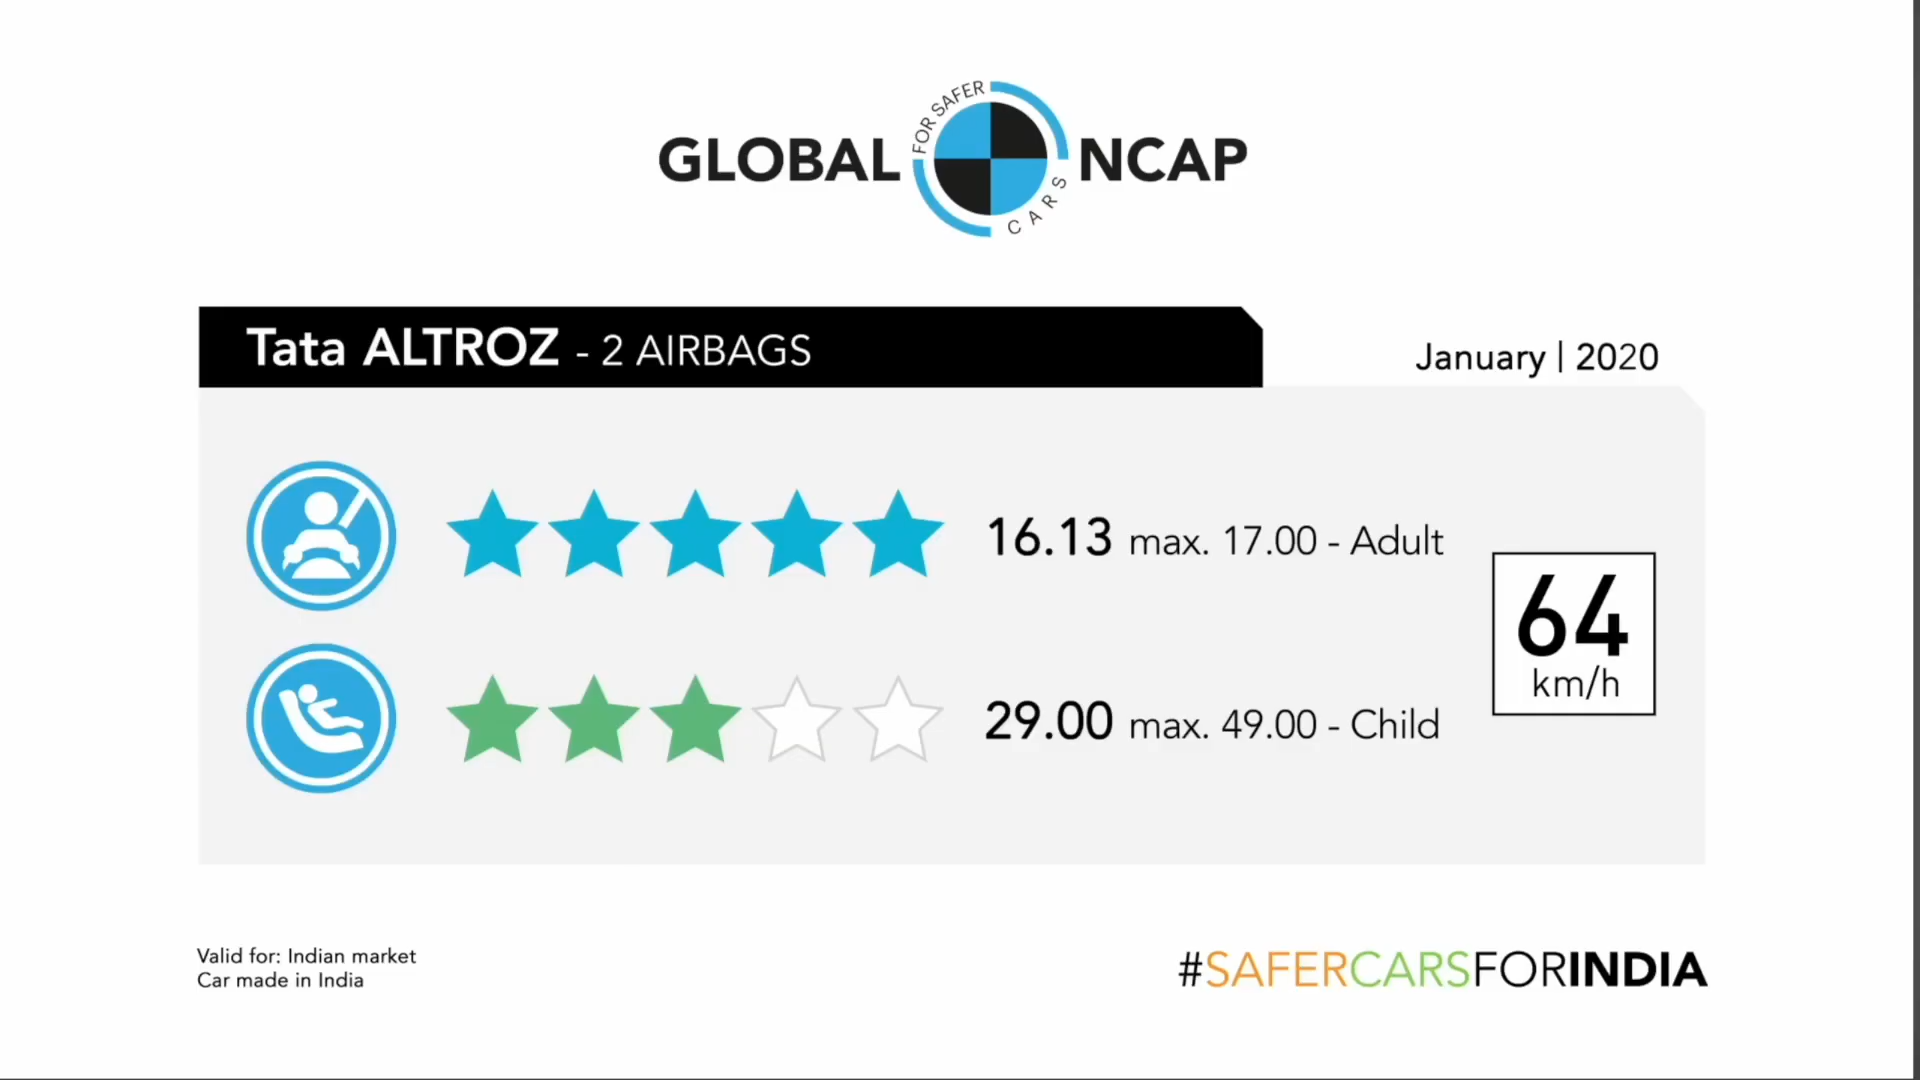 GLOBAL FOR SAFER CARS NCAP
Tata ALTROZ - 2 AIRBAGS
January | 2020
16.13 max. 17.00 - Adult
29.00 max. 49.00 - Child
64
km/h
Valid for: Indian market
Car made in India
#SAFERCARSFORINDIA